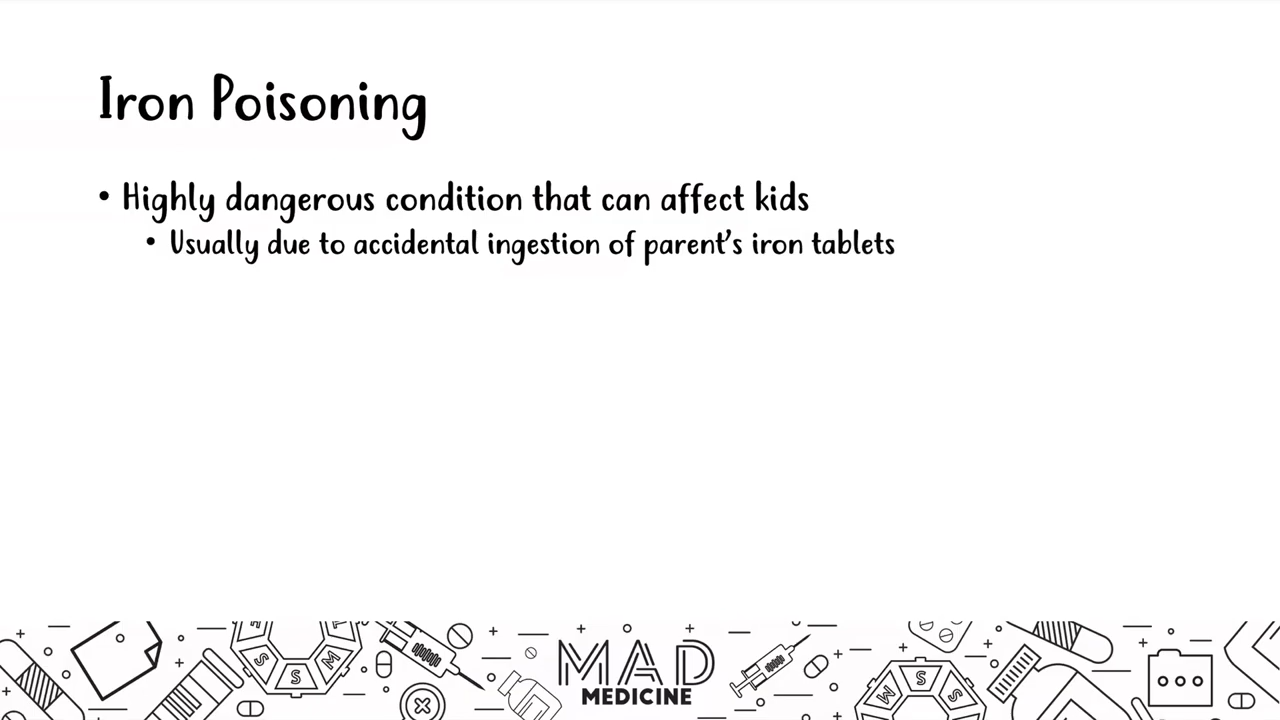 Iron Poisoning
• Highly dangerous condition that can affect kids
• Usually due to accidental ingestion of parent's iron tablets
S
S
M
MAD
MEDICINE
M
S
S